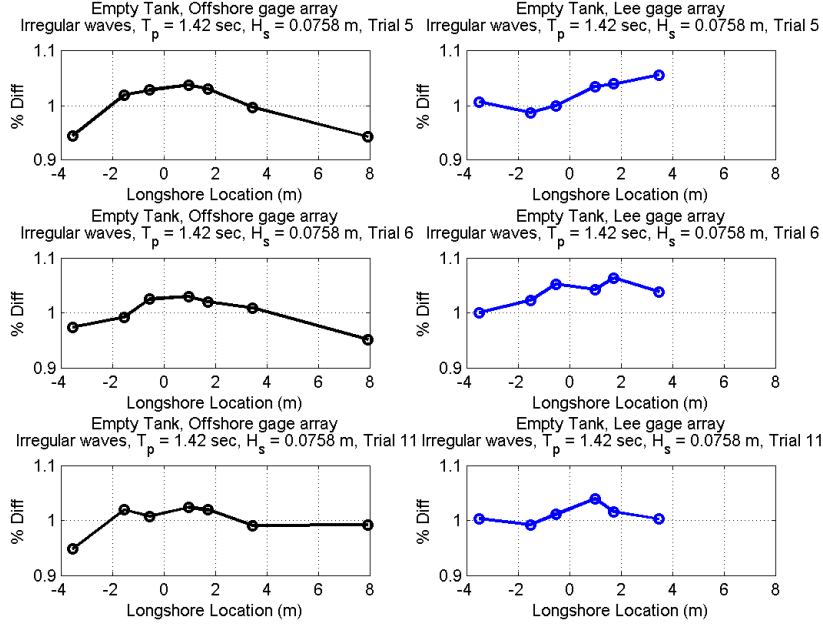 Empty Tank, Offshore gage array
Irregular waves, T_p = 1.42 sec, H_s = 0.0758 m, Trial 5
1.1
1
0.9
% Diff
-4 -2 0 2 4 6 8
Longshore Location (m)
Empty Tank, Lee gage array
Irregular waves, T_p = 1.42 sec, H_s = 0.0758 m, Trial 5
1.1
1
0.9
% Diff
-4 -2 0 2 4 6 8
Longshore Location (m)
Empty Tank, Offshore gage array
Irregular waves, T_p = 1.42 sec, H_s = 0.0758 m, Trial 6
1.1
1
0.9
% Diff
-4 -2 0 2 4 6 8
Longshore Location (m)
Empty Tank, Lee gage array
Irregular waves, T_p = 1.42 sec, H_s = 0.0758 m, Trial 6
1.1
1
0.9
% Diff
-4 -2 0 2 4 6 8
Longshore Location (m)
Empty Tank, Offshore gage array
Irregular waves, T_p = 1.42 sec, H_s = 0.0758 m, Trial 11
1.1
1
0.9
% Diff
-4 -2 0 2 4 6 8
Longshore Location (m)
Empty Tank, Lee gage array
Irregular waves, T_p = 1.42 sec, H_s = 0.0758 m, Trial 11
1.1
1
0.9
% Diff
-4 -2 0 2 4 6 8
Longshore Location (m)